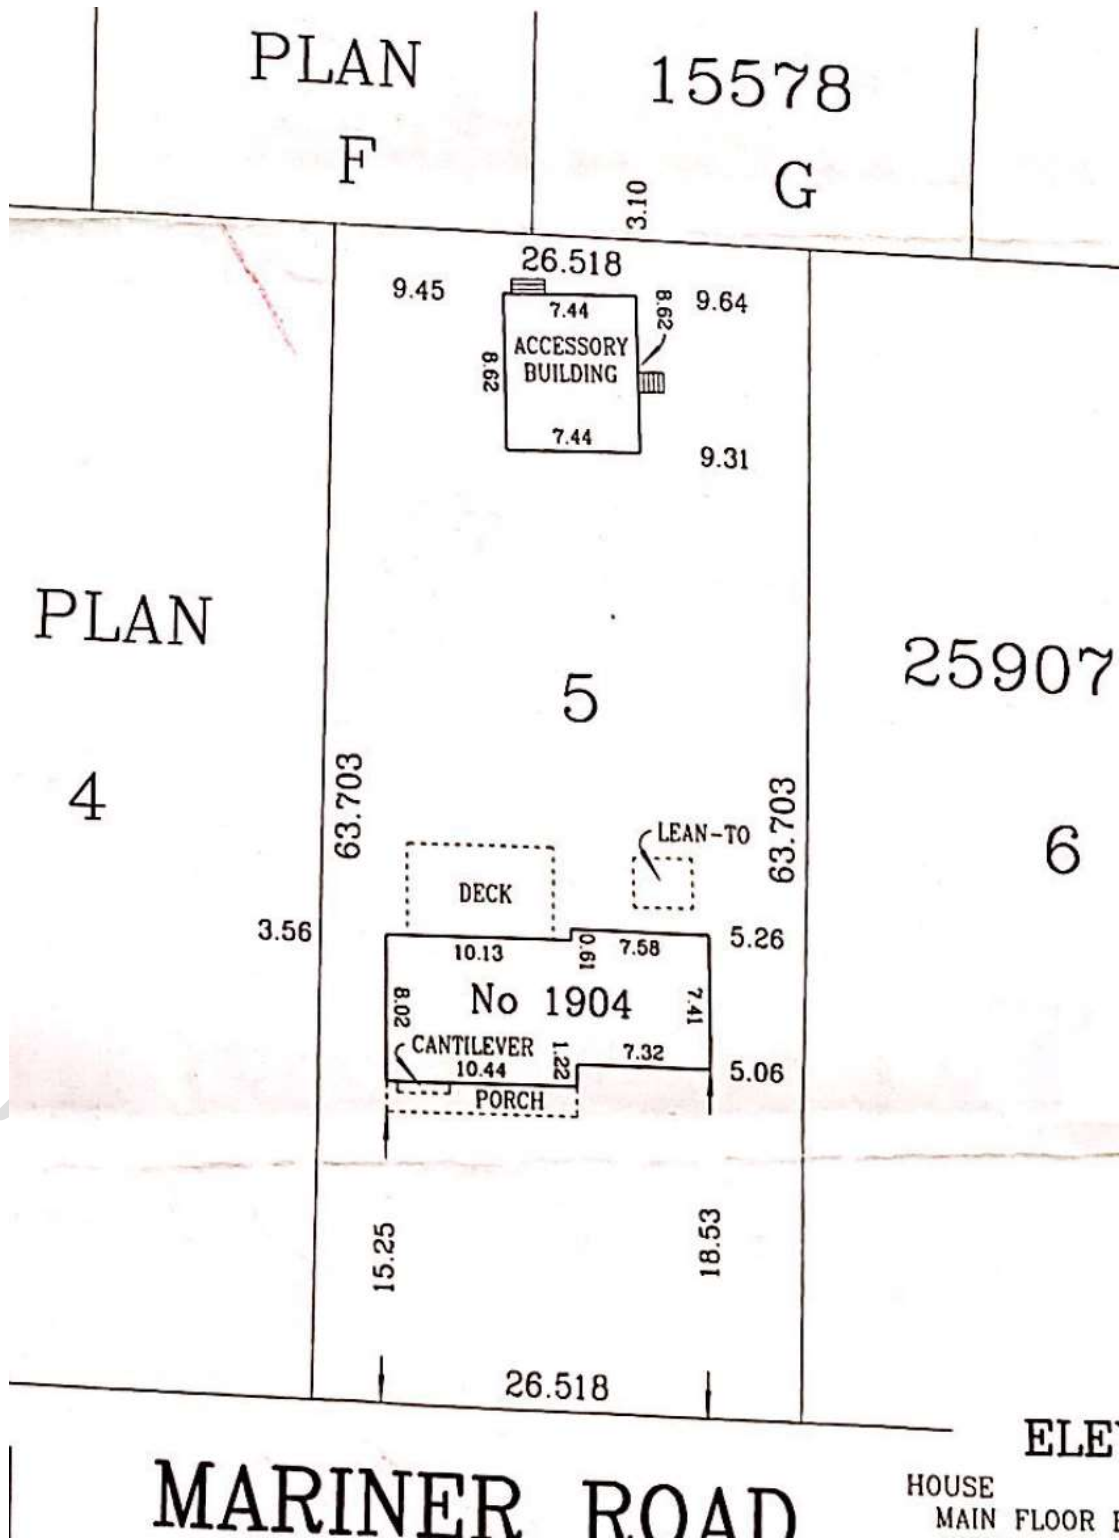 PLAN
15578
F
G
3.10
26.518
9.45
7.44
8.62
9.64
ACCESSORY
BUILDING
8.62
7.44
9.31
PLAN
25907
5
4
63.703
63.703
6
LEAN-TO
DECK
3.56
10.13
0.61
7.58
5.26
8.02
No 1904
7.41
CANTILEVER
1.22
7.32
10.44
5.06
PORCH
15.25
18.53
26.518
MARINER ROAD
HOUSE
MAIN FLOOR